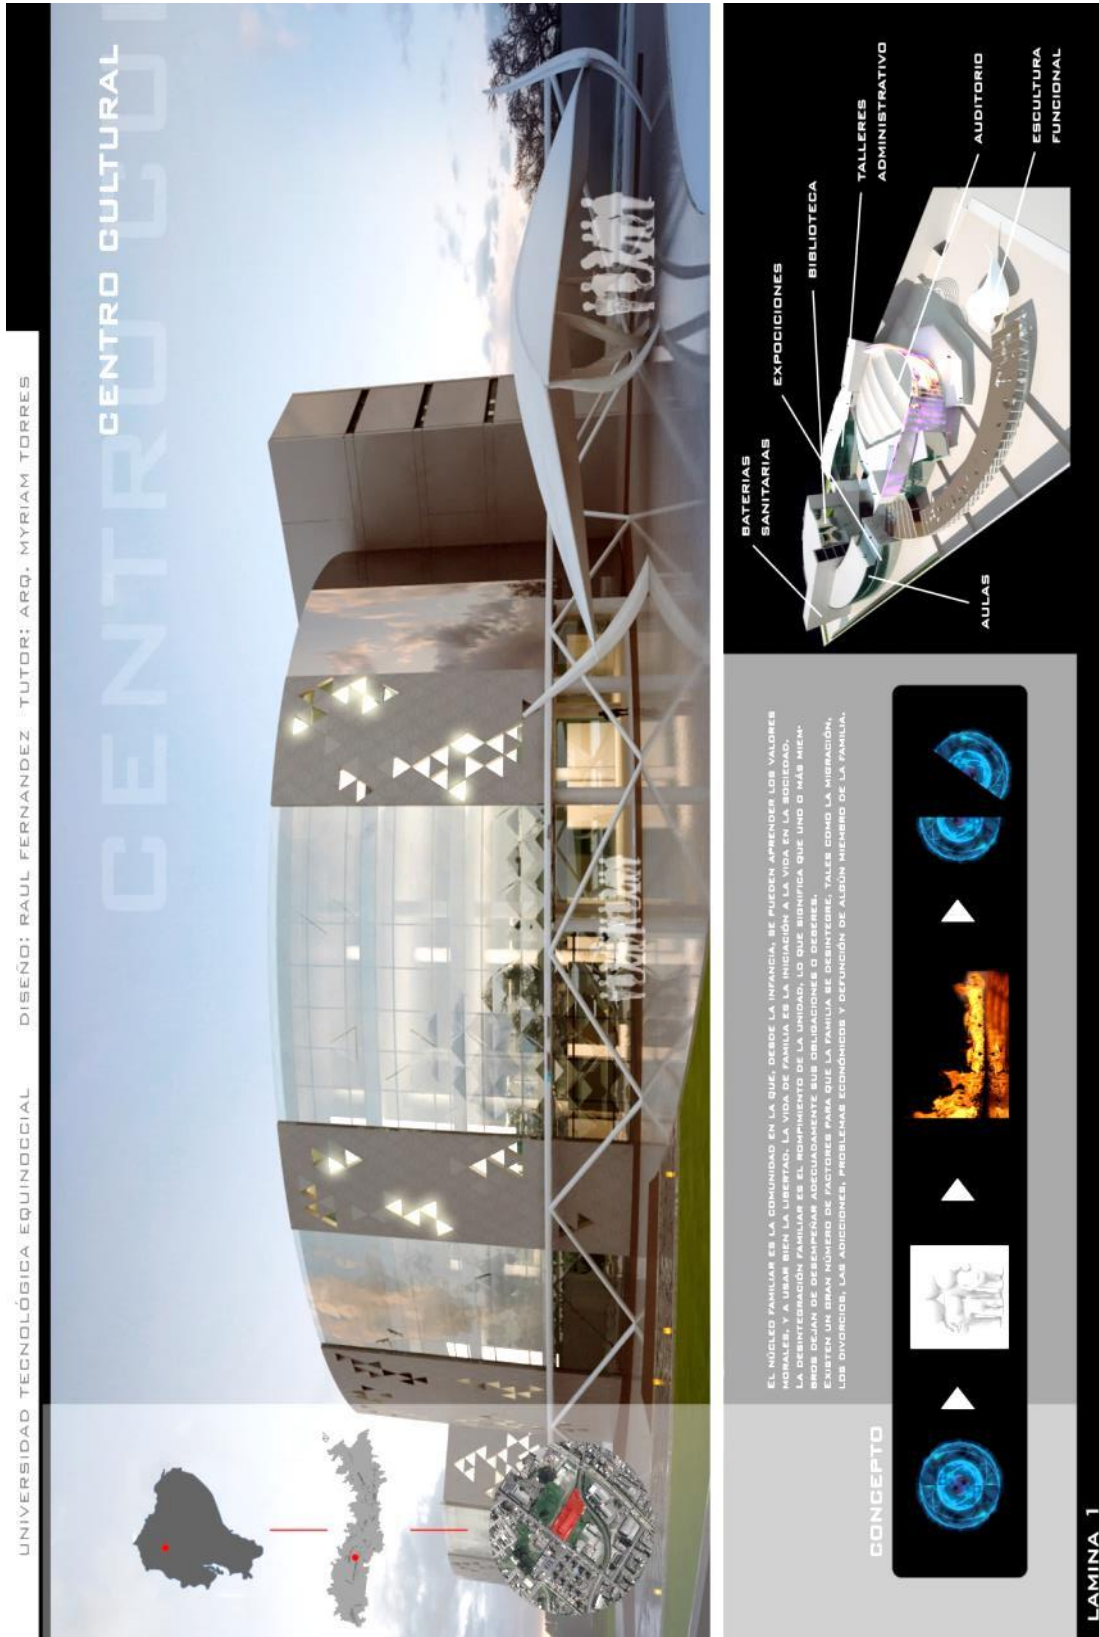 UNIVERSIDAD TECNOLÓGICA EQUINOCCIAL DISEÑO: RAUL FERNANDEZ TUTOR: ARQ. MYRIAM TORRES
CENTRO CULTURAL
CENTRO CUL
CONCEPTO
EL NÚCLEO FAMILIAR ES LA COMUNIDAD EN LA QUE, DESDE LA INFANCIA, SE PUEDEN APRENDER LOS VALORES
MORALES, Y A USAR BIEN LA LIBERTAD. LA VIDA DE FAMILIA ES LA INICIACIÓN A LA VIDA EN LA SOCIEDAD.
LA DESINTEGRACIÓN FAMILIAR ES EL ROMPIMIENTO DE LA UNIDAD, LO QUE SIGNIFICA QUE UNO O MÁS MIEM-
BROS DEJAN DE DESEMPEÑAR ADECUADAMENTE SUS OBLIGACIONES O DEBERES.
EXISTEN UN GRAN NÚMERO DE FACTORES PARA QUE LA FAMILIA SE DESINTEGRE, TALES COMO LA MIGRACIÓN,
LOS DIVORCIOS, LAS ADICCIONES, PROBLEMAS ECONÓMICOS Y DEFUNCIÓN DE ALGÚN MIEMBRO DE LA FAMILIA.
BATERIAS
SANITARIAS
EXPOCICIONES
BIBLIOTECA
TALLERES
ADMINISTRATIVO
AUDITORIO
ESCULTURA
FUNCIONAL
AULAS
LAMINA 1